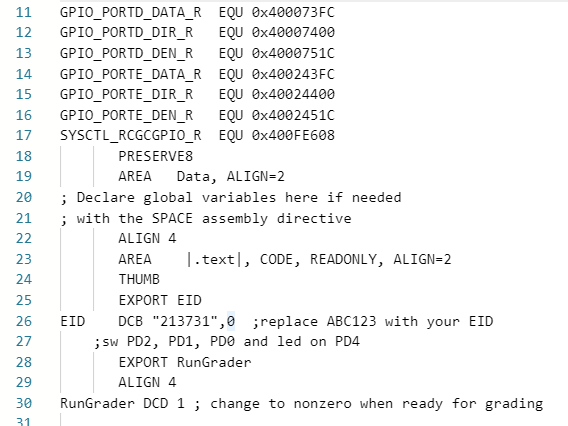 11 GPIO_PORTD_DATA_R EQU 0x400073FC
12 GPIO_PORTD_DIR_R EQU 0x40007400
13 GPIO_PORTD_DEN_R EQU 0x4000751C
14 GPIO_PORTE_DATA_R EQU 0x400243FC
15 GPIO_PORTE_DIR_R EQU 0x40024400
16 GPIO_PORTE_DEN_R EQU 0x4002451C
17 SYSCTL_RCGCGPIO_R EQU 0x400FE608
18 PRESERVE8
19 AREA Data, ALIGN=2
20 ; Declare global variables here if needed
21 ; with the SPACE assembly directive
22 ALIGN 4
23 AREA |.text|, CODE, READONLY, ALIGN=2
24 THUMB
25 EXPORT EID
26 EID DCB "213731",0 ;replace ABC123 with your EID
27 ;sw PD2, PD1, PD0 and led on PD4
28 EXPORT RunGrader
29 ALIGN 4
30 RunGrader DCD 1 ; change to nonzero when ready for grading
31